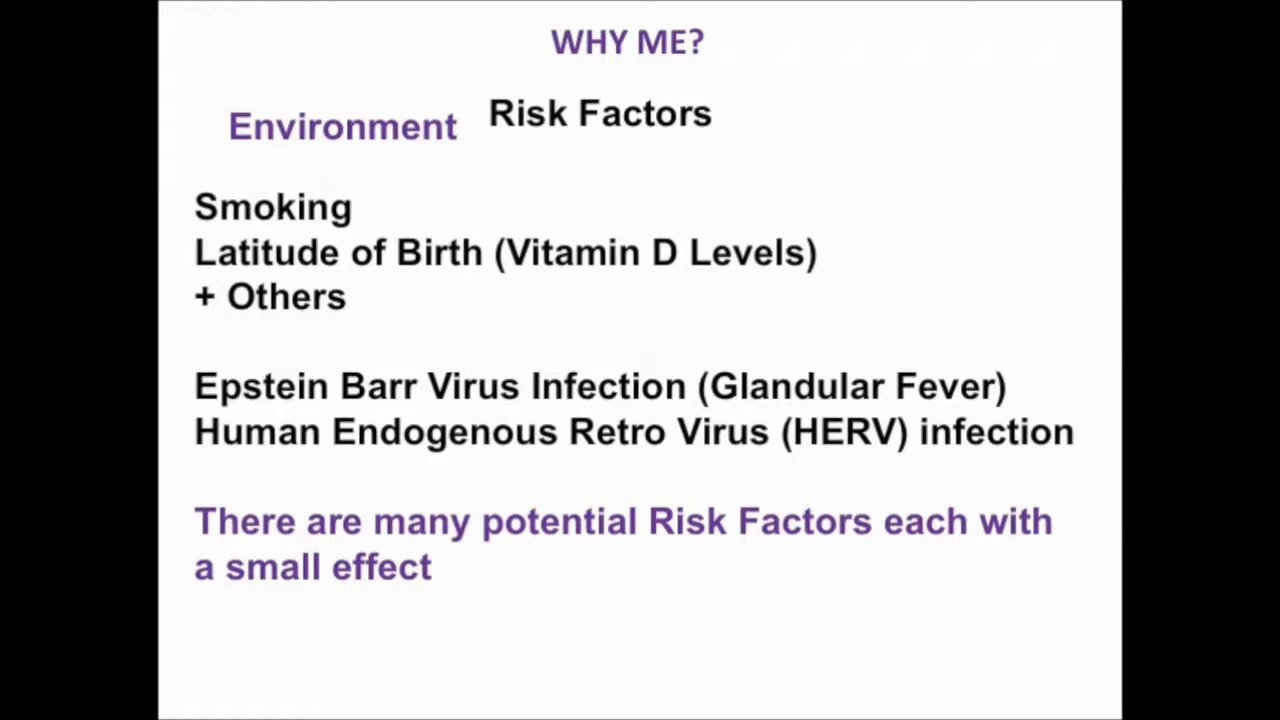 WHY ME?
Environment Risk Factors
Smoking
Latitude of Birth (Vitamin D Levels)
+ Others
Epstein Barr Virus Infection (Glandular Fever)
Human Endogenous Retro Virus (HERV) infection
There are many potential Risk Factors each with
a small effect